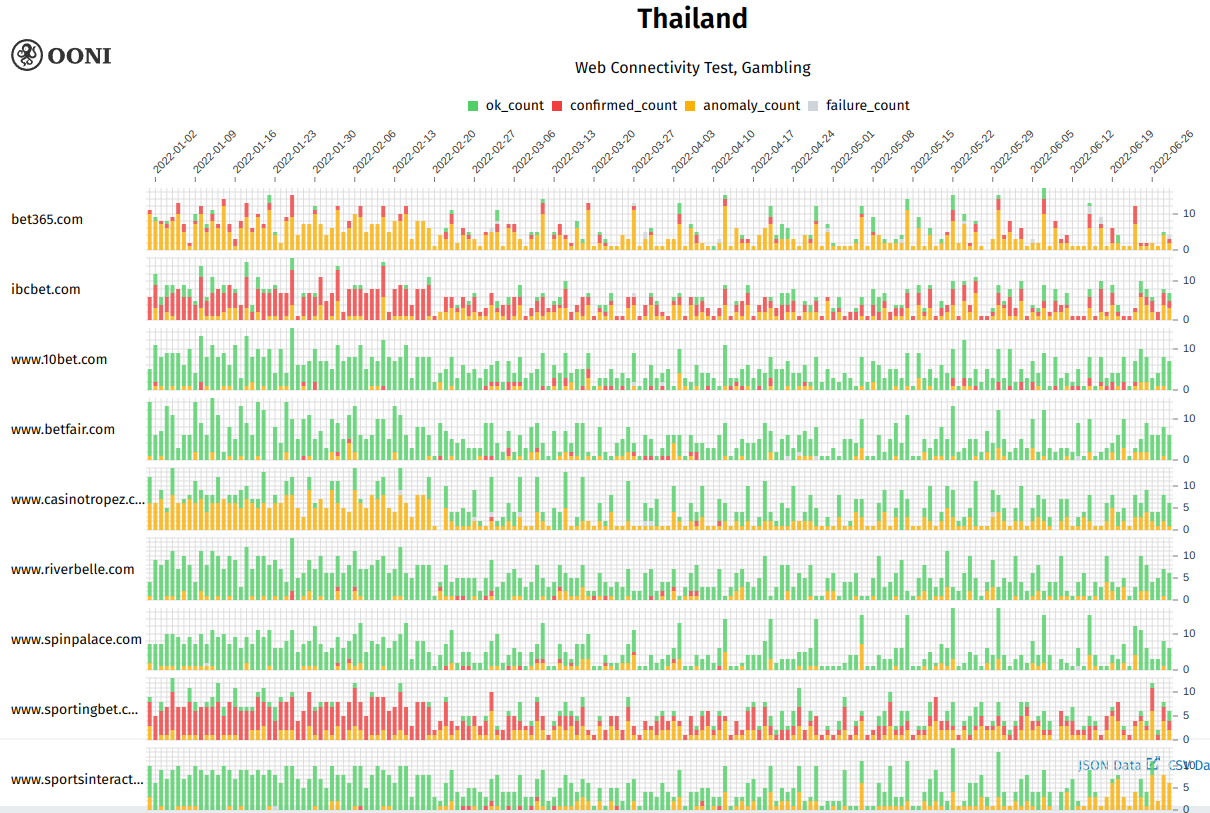 Thailand
OONI
Web Connectivity Test, Gambling
ok_count confirmed_count anomaly_count failure_count
2022-01-02 2022-01-09 2022-01-16 2022-01-23 2022-01-30 2022-02-06 2022-02-13 2022-02-20 2022-02-27 2022-03-06 2022-03-13 2022-03-20 2022-03-27 2022-04-03 2022-04-10 2022-04-17 2022-04-24 2022-05-01 2022-05-08 2022-05-15 2022-05-22 2022-05-29 2022-06-05 2022-06-12 2022-06-19 2022-06-26
bet365.com 10
0
ibcbet.com 10
0
www.10bet.com 10
0
www.betfair.com 10
0
www.casinotropez.c... 10
5
0
www.riverbelle.com 10
5
0
www.spinpalace.com 10
0
www.sportingbet.c... 10
5
0
www.sportsinteract... JSON Data CSV Da 10
5
0